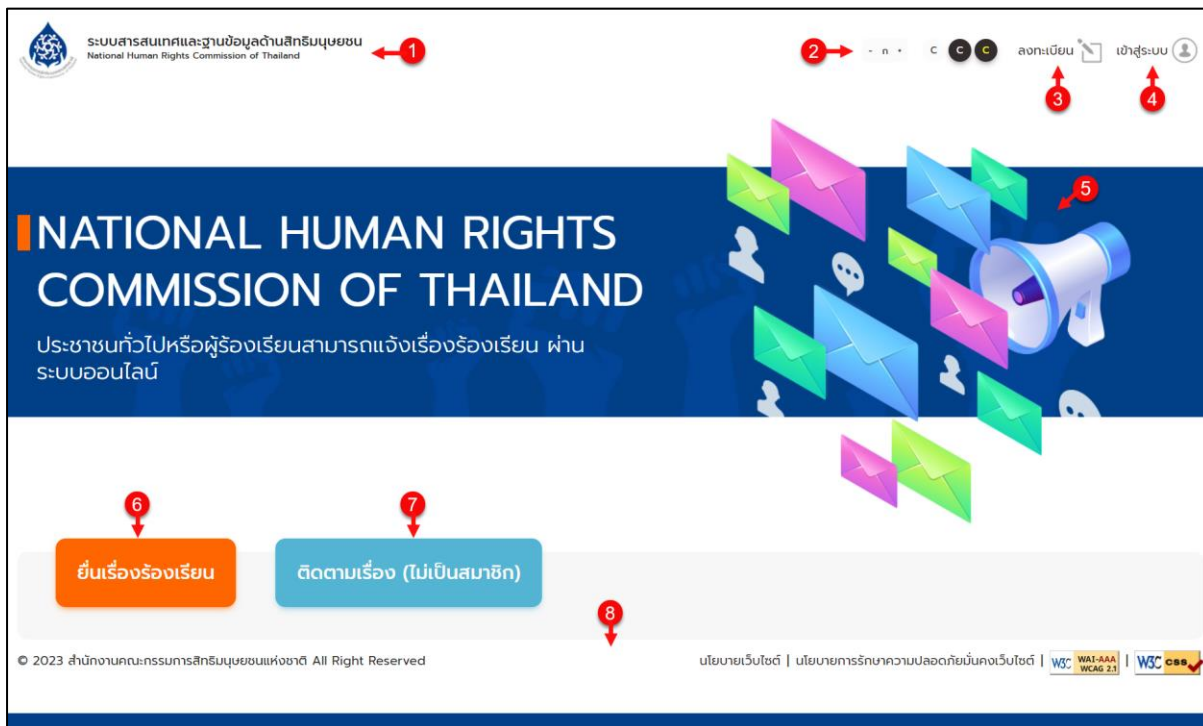 ระบบสารสนเทศและฐานข้อมูลด้านสิทธิมนุษยชน
National Human Rights Commission of Thailand
1
2
- ก +
C C C
ลงทะเบียน
เข้าสู่ระบบ
3
4
5
NATIONAL HUMAN RIGHTS
COMMISSION OF THAILAND
ประชาชนทั่วไปหรือผู้ร้องเรียนสามารถแจ้งเรื่องร้องเรียน ผ่าน
ระบบออนไลน์
6
7
ยื่นเรื่องร้องเรียน
ติดตามเรื่อง (ไม่เป็นสมาชิก)
8
© 2023 สำนักงานคณะกรรมการสิทธิมนุษยชนแห่งชาติ All Right Reserved
นโยบายเว็บไซต์ | นโยบายการรักษาความปลอดภัยมั่นคงเว็บไซต์ | W3C WAI-AAA WCAG 2.1 | W3C css